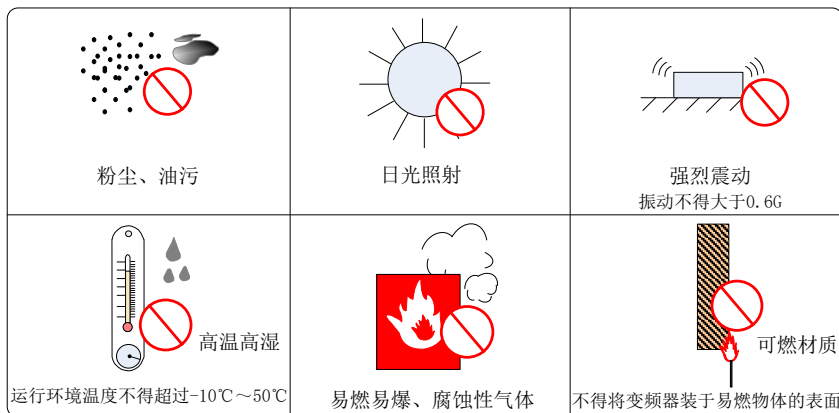 粉尘、油污
日光照射
强烈震动
振动不得大于0.6G
高温高湿
运行环境温度不得超过-10℃～50℃
易燃易爆、腐蚀性气体
可燃材质
不得将变频器装于易燃物体的表面